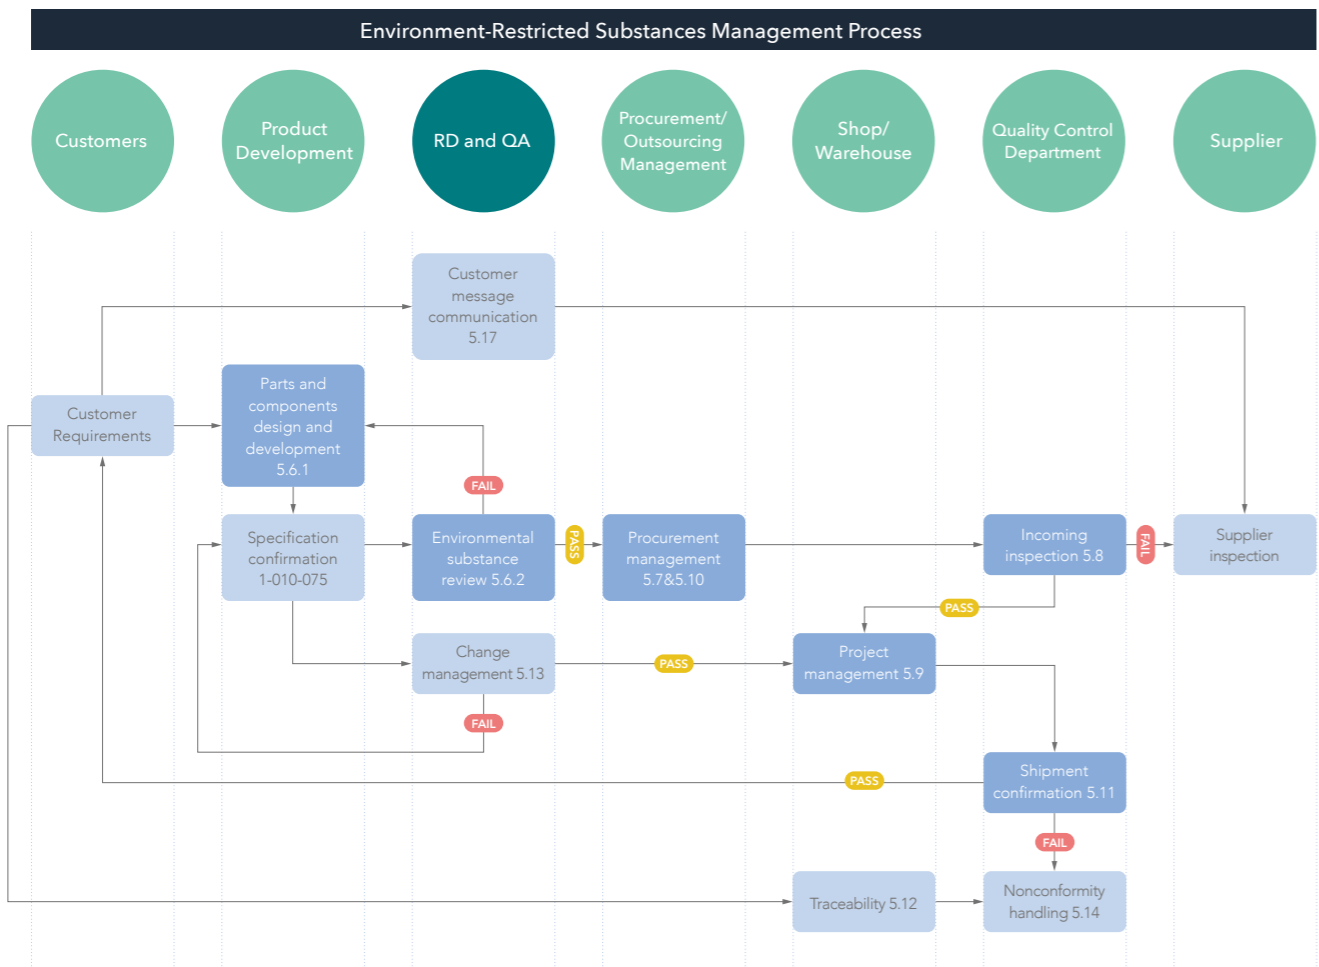 Environment-Restricted Substances Management Process
Customers
Product
Development
RD and QA
Procurement/
Outsourcing
Management
Shop/
Warehouse
Quality Control
Department
Supplier
Customer
message
communication
5.17
Parts and
components
design and
development
5.6.1
Customer
Requirements
FAIL
Specification
confirmation
1-010-075
Environmental
substance
review 5.6.2
PASS
Procurement
management
5.7&5.10
Incoming
inspection 5.8
FAIL
Supplier
inspection
PASS
Change
management 5.13
PASS
Project
management 5.9
FAIL
Shipment
confirmation 5.11
PASS
FAIL
Traceability 5.12
Nonconformity
handling 5.14